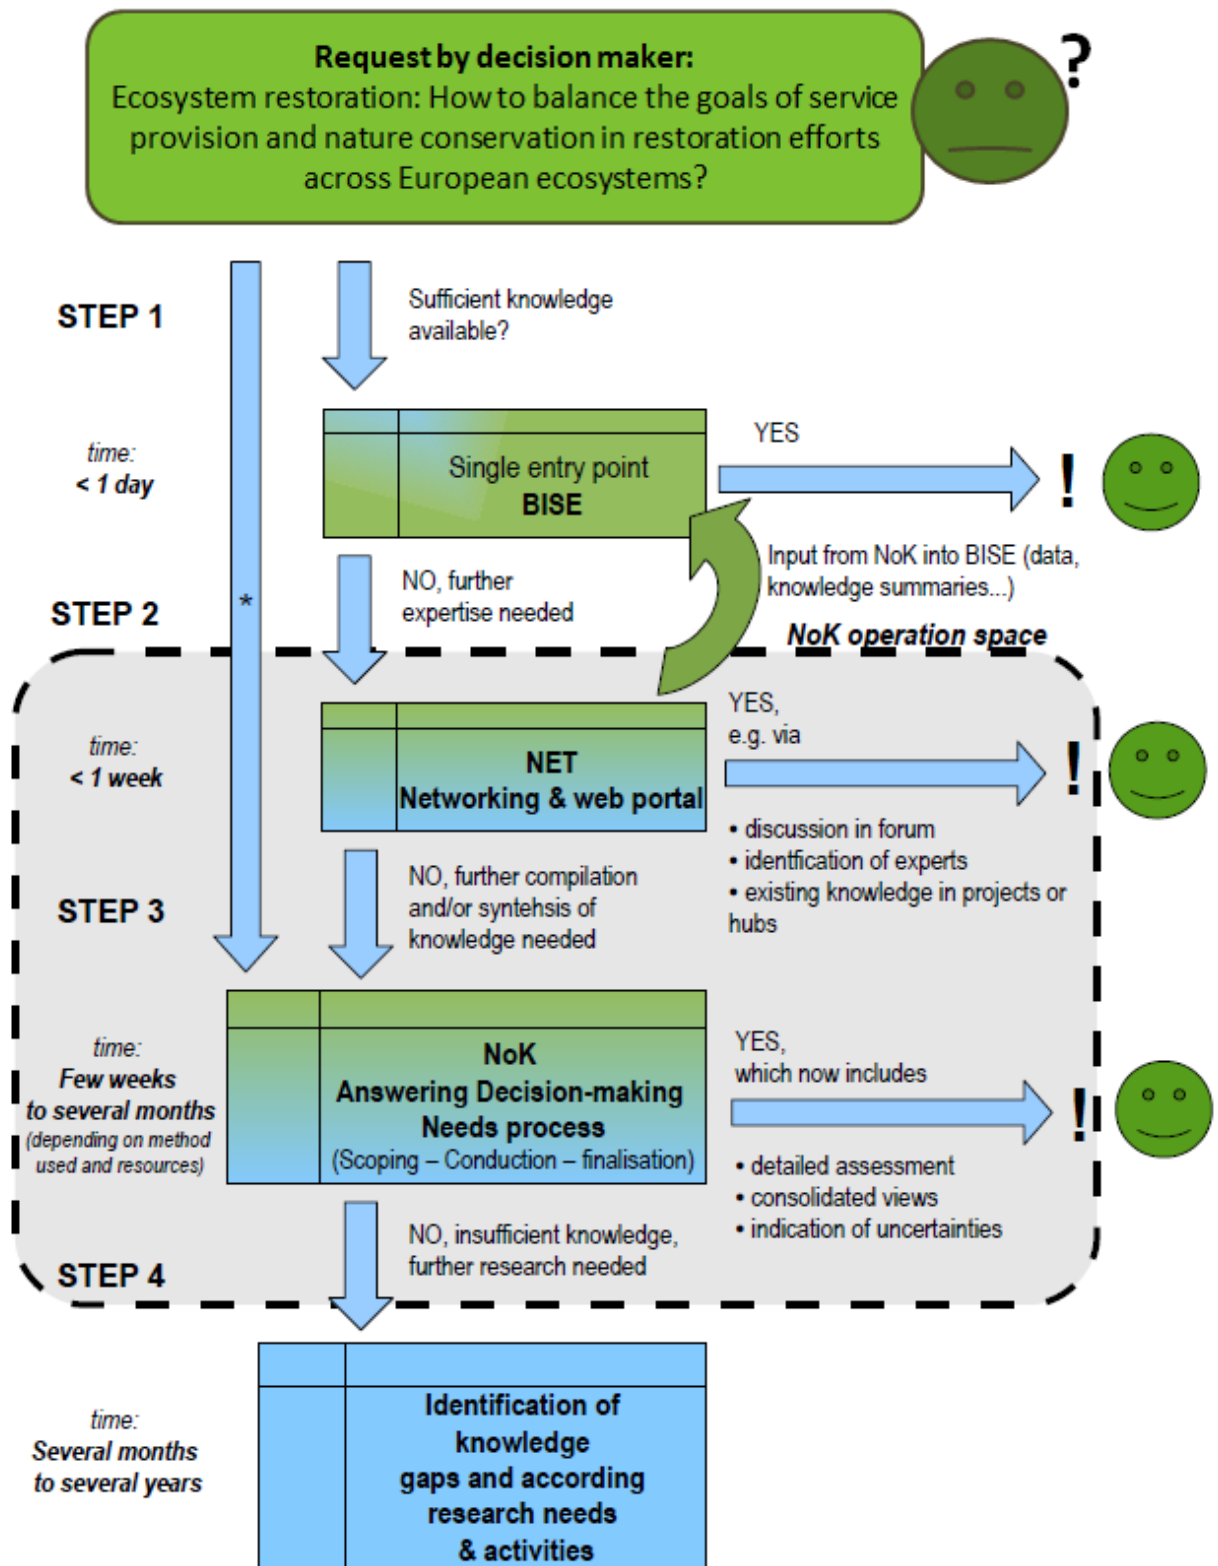 Request by decision maker:
Ecosystem restoration: How to balance the goals of service
provision and nature conservation in restoration efforts
across European ecosystems?
?
STEP 1
Sufficient knowledge
available?
time:
< 1 day
Single entry point
BISE
YES
!
Input from NoK into BISE (data,
knowledge summaries...)
NO, further
expertise needed
*
STEP 2
NoK operation space
time:
< 1 week
NET
Networking & web portal
YES,
e.g. via
!
• discussion in forum
• identfication of experts
• existing knowledge in projects or
hubs
NO, further compilation
and/or syntehsis of
knowledge needed
STEP 3
time:
Few weeks
to several months
(depending on method
used and resources)
NoK
Answering Decision-making
Needs process
(Scoping – Conduction – finalisation)
YES,
which now includes
!
• detailed assessment
• consolidated views
• indication of uncertainties
NO, insufficient knowledge,
further research needed
STEP 4
time:
Several months
to several years
Identification of
knowledge
gaps and according
research needs
& activities